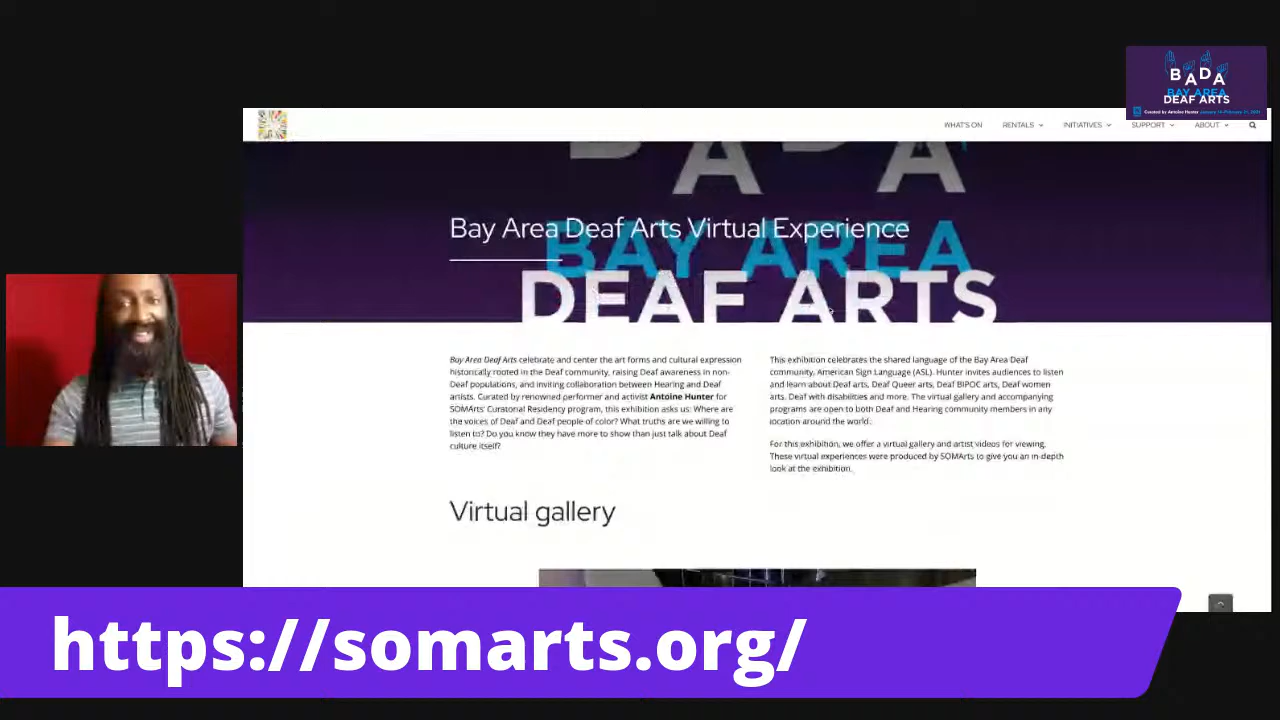 BADA
BAY AREA
DEAF ARTS
Curated by Antoine Hunter
WHAT'S ON RENTALS INITIATIVES SUPPORT ABOUT
BADA
Bay Area Deaf Arts Virtual Experience
BAY AREA
DEAF ARTS
Bay Area Deaf Arts celebrate and center the art forms and cultural expression
historically rooted in the Deaf community, raising Deaf awareness in non-
Deaf populations, and inviting collaboration between Hearing and Deaf
artists. Curated by renowned performer and activist Antoine Hunter for
SOMArts' Curatorial Residency program, this exhibition asks us: Where are
the voices of Deaf and Deaf people of color? What truths are we willing to
listen to? Do you know they have more to show than just talk about Deaf
culture itself?
This exhibition celebrates the shared language of the Bay Area Deaf
community, American Sign Language (ASL). Hunter invites audiences to listen
and learn about Deaf arts, Deaf Queer arts, Deaf BIPOC arts, Deaf women
arts, Deaf with disabilities and more. The virtual gallery and accompanying
programs are open to both Deaf and Hearing community members in any
location around the world.
For this exhibition, we offer a virtual gallery and artist videos for viewing.
These virtual experiences were produced by SOMArts to give you an in-depth
look at the exhibition.
Virtual gallery
https://somarts.org/